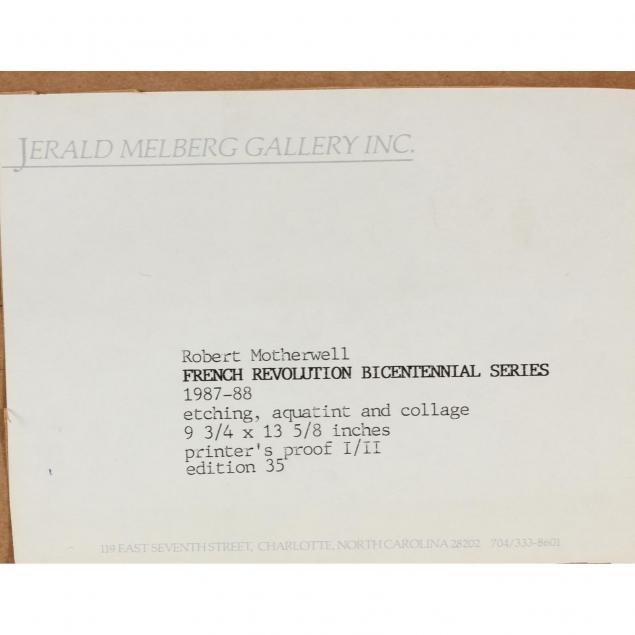 JERALD MELBERG GALLERY INC.
Robert Motherwell
FRENCH REVOLUTION BICENTENNIAL SERIES
1987-88
etching, aquatint and collage
9 3/4 x 13 5/8 inches
printer's proof I/II
edition 35
119 EAST SEVENTH STREET, CHARLOTTE, NORTH CAROLINA 28202 704/333-8601